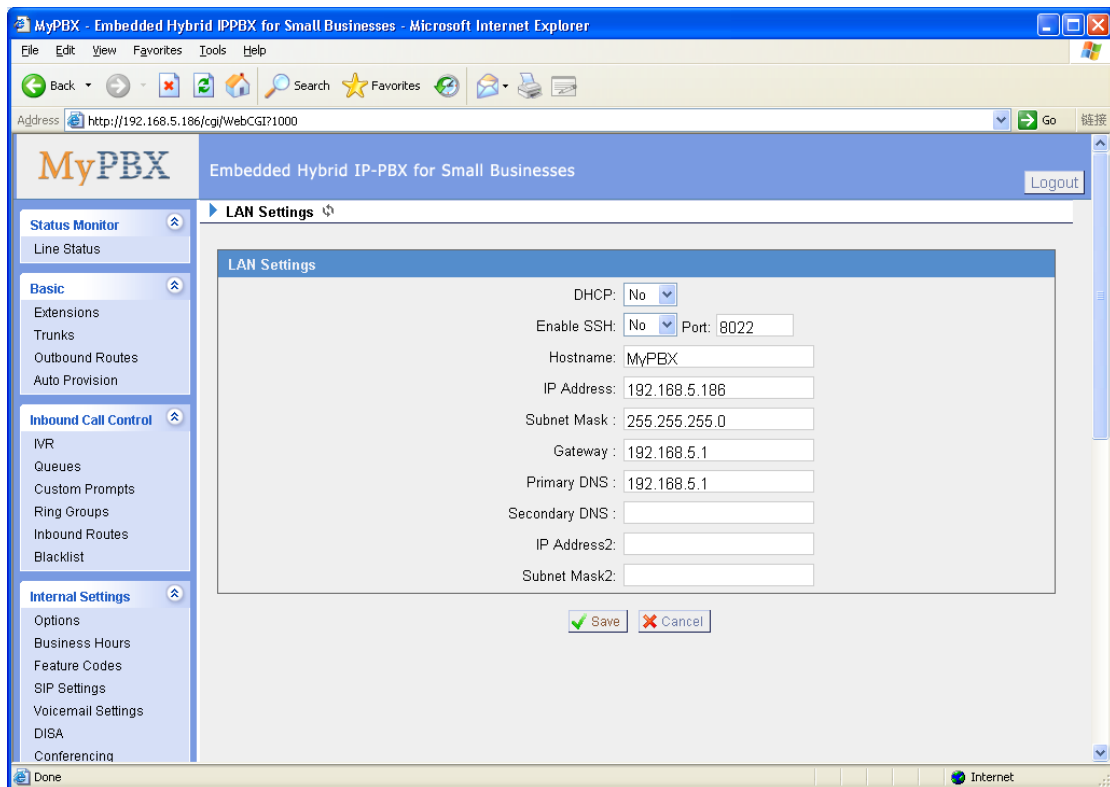 MyPBX - Embedded Hybrid IPPBX for Small Businesses - Microsoft Internet Explorer
File Edit View Favorites Tools Help
Back Search Favorites
Address http://192.168.5.186/cgi/WebCGI?1000 Go 链接
MyPBX
Embedded Hybrid IP-PBX for Small Businesses
Logout
Status Monitor
Line Status
Basic
Extensions
Trunks
Outbound Routes
Auto Provision
Inbound Call Control
IVR
Queues
Custom Prompts
Ring Groups
Inbound Routes
Blacklist
Internal Settings
Options
Business Hours
Feature Codes
SIP Settings
Voicemail Settings
DISA
Conferencing
LAN Settings
LAN Settings
DHCP: No
Enable SSH: No Port: 8022
Hostname: MyPBX
IP Address: 192.168.5.186
Subnet Mask : 255.255.255.0
Gateway : 192.168.5.1
Primary DNS : 192.168.5.1
Secondary DNS :
IP Address2:
Subnet Mask2:
Save Cancel
Done Internet